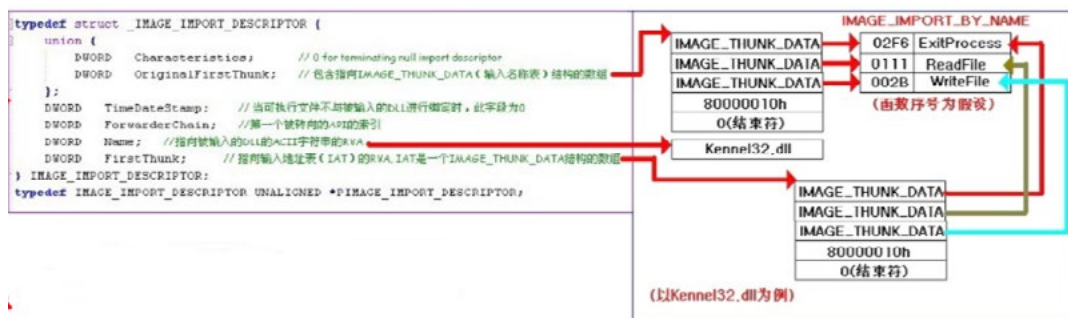 typedef struct _IMAGE_IMPORT_DESCRIPTOR {
union {
DWORD Characteristics; // 0 for terminating null import descriptor
DWORD OriginalFirstThunk; // 包含指向IMAGE_THUNK_DATA(输入名称表)结构的数组
};
DWORD TimeDateStamp; // 当可执行文件不与被输入的DLL进行绑定时，此字段为0
DWORD ForwarderChain; //第一个被转向的API的索引
DWORD Name; //指向被输入的DLL的ACII字符串的RVA
DWORD FirstThunk; // 指向输入地址表(IAT)的RVA, IAT是一个IMAGE_THUNK_DATA结构的数组
} IMAGE_IMPORT_DESCRIPTOR;
typedef IMAGE_IMPORT_DESCRIPTOR UNALIGNED *PIMAGE_IMPORT_DESCRIPTOR;
IMAGE_IMPORT_BY_NAME
IMAGE_THUNK_DATA 02F6 ExitProcess
IMAGE_THUNK_DATA 0111 ReadFile
IMAGE_THUNK_DATA 002B WriteFile
80000010h (函数序号为假设)
0(结束符)
Kennel32.dll
IMAGE_THUNK_DATA
IMAGE_THUNK_DATA
IMAGE_THUNK_DATA
80000010h
0(结束符)
(以Kennel32.dll为例)